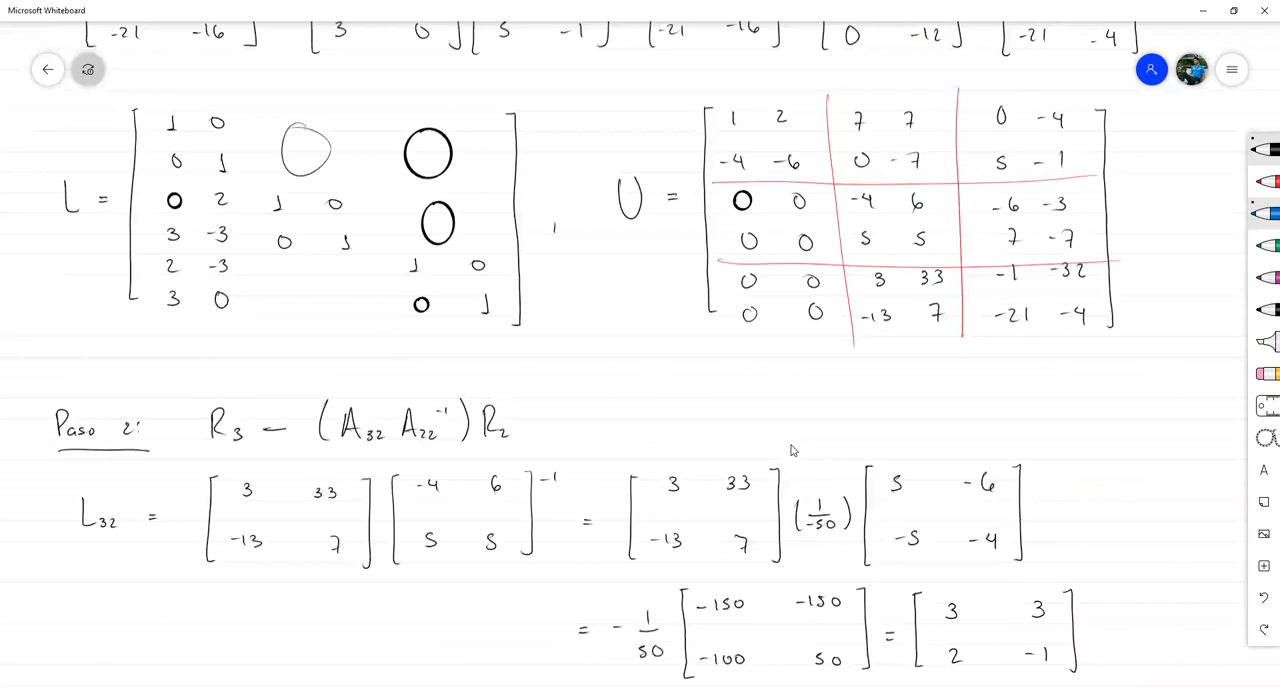 Microsoft Whiteboard
-21 -16 3 0 5 -1 -21 -16 0 -12 -21 -4
L = [ 1 0 0 0
0 1
0 2 1 0 0
3 -3 0 1
2 -3 1 0
3 0 0 1 ] ,
U = [ 1 2 7 7 0 -4
-4 -6 0 -7 5 -1
0 0 -4 6 -6 -3
0 0 5 5 7 -7
0 0 3 33 -1 -32
0 0 -13 7 -21 -4 ]
Paso 2: R3 - (A32 A22^-1) R2
L32 = [ 3 33 -13 7 ] [ -4 6 5 5 ]^-1 = [ 3 33 -13 7 ] (1/-50) [ 5 -6 -5 -4 ]
= - 1/50 [ -150 -150 -100 50 ] = [ 3 3 2 -1 ]
A